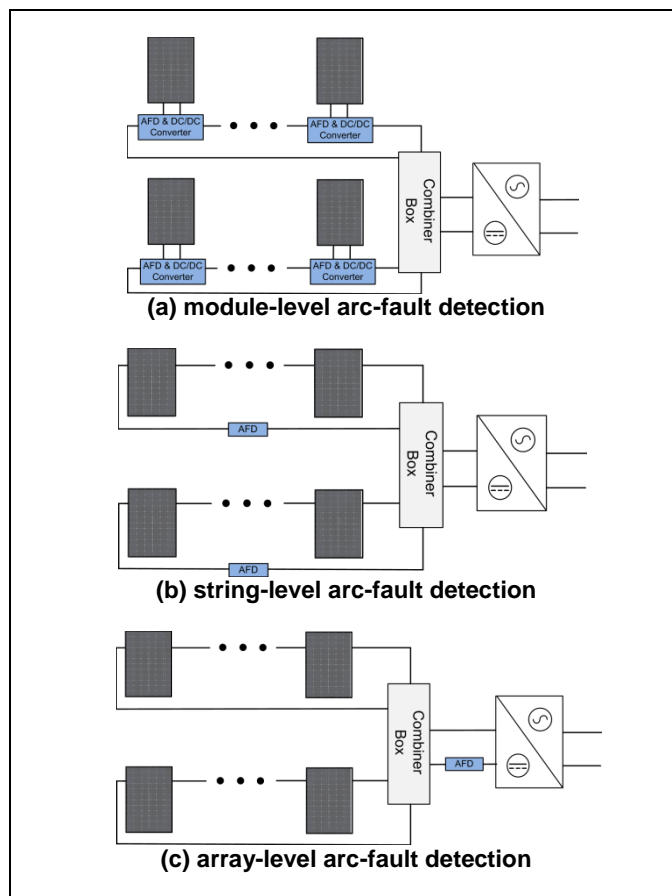 AFD & DC/DC
Converter
AFD & DC/DC
Converter
Combiner
Box
AFD & DC/DC
Converter
AFD & DC/DC
Converter
(a) module-level arc-fault detection
AFD
Combiner
Box
AFD
(b) string-level arc-fault detection
Combiner
Box
AFD
(c) array-level arc-fault detection